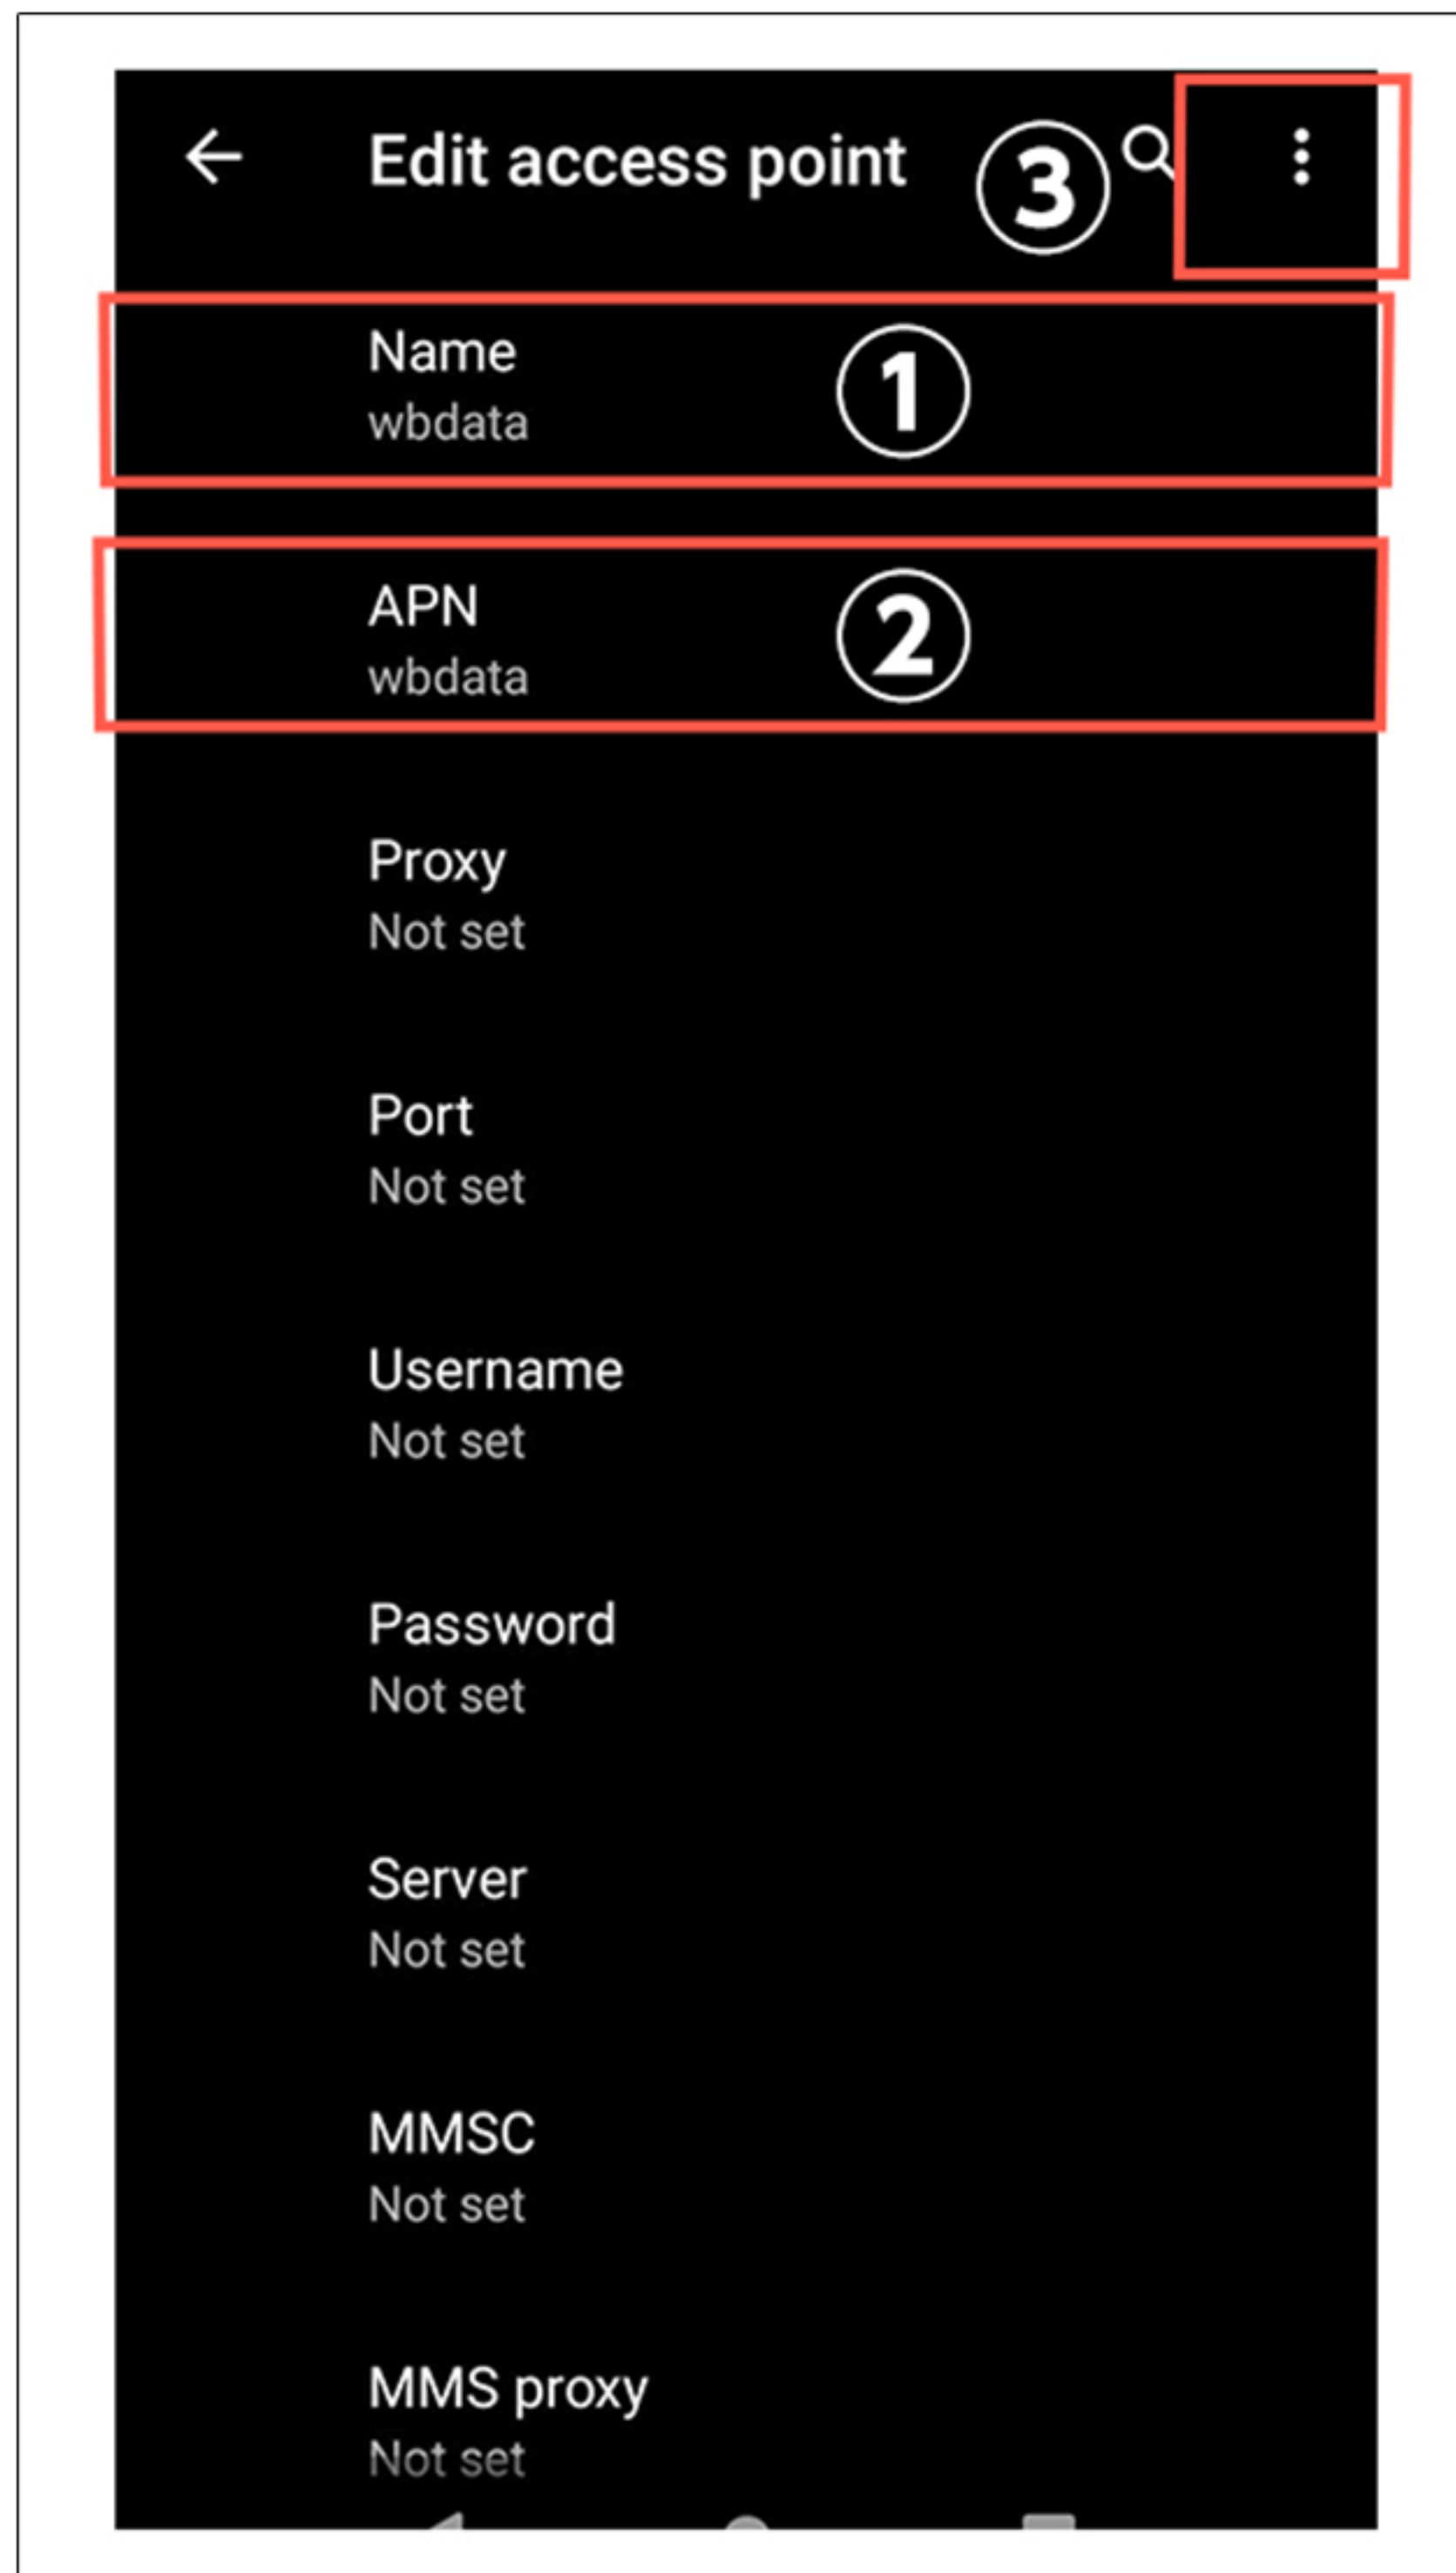 Edit access point
3
Name
wbdata
1
APN
wbdata
2
Proxy
Not set
Port
Not set
Username
Not set
Password
Not set
Server
Not set
MMSC
Not set
MMS proxy
Not set